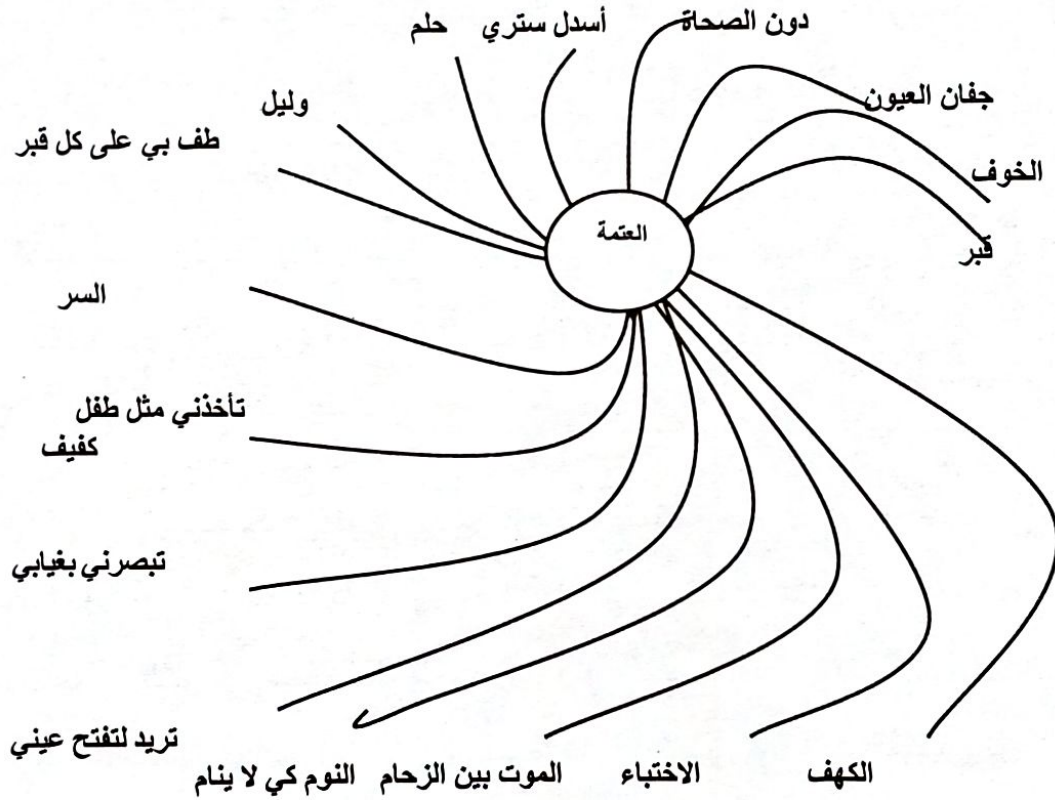 دون الصحاة
أسدل ستري
حلم
جفان العيون
وليل
طف بي على كل قبر
الخوف
العتمة
قبر
السر
تأخذني مثل طفل
كفيف
تبصرني بغيابي
تريد لتفتح عيني
الكهف
الاختباء
الموت بين الزحام
النوم كي لا ينام